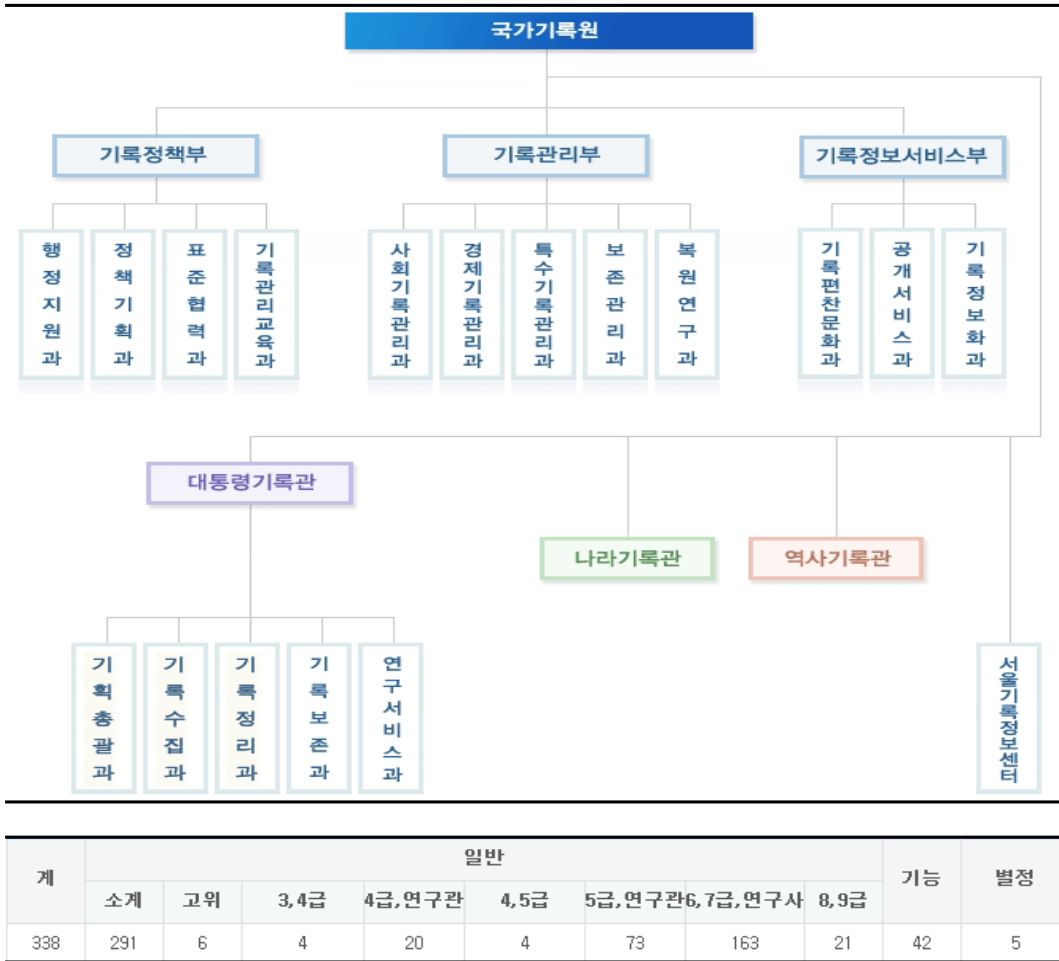 국가기록원
기록정책부
기록관리부
기록정보서비스부
행정지원과
정책기획과
표준협력과
기록관리교육과
사회기록관리과
경제기록관리과
특수기록관리과
보존관리과
복원연구과
기록편찬문화과
공개서비스과
기록정보화과
대통령기록관
나라기록관
역사기록관
기획총괄과
기록수집과
기록정리과
기록보존과
연구서비스과
서울기록정보센터
계 일반 기능 별정
소계 고위 3,4급 4급,연구관 4,5급 5급,연구관 6,7급,연구사 8,9급
338 291 6 4 20 4 73 163 21 42 5